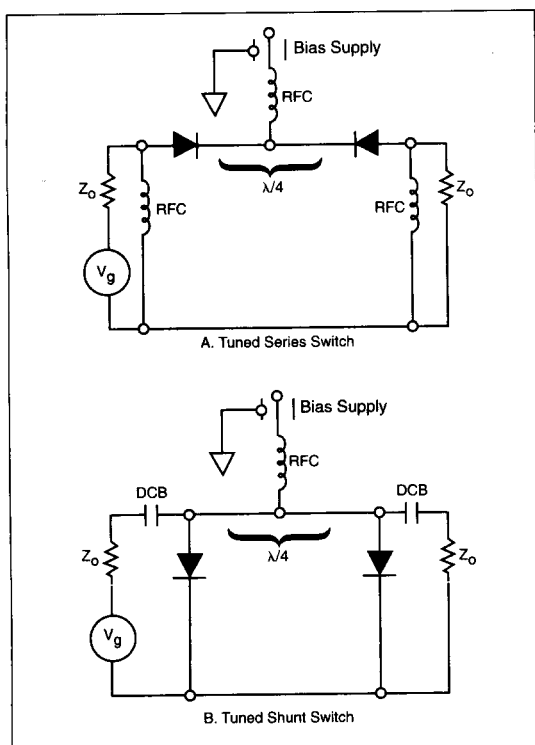 | Bias Supply
RFC
λ/4
Zo
RFC
RFC
Zo
Vg
A. Tuned Series Switch
| Bias Supply
RFC
DCB
DCB
λ/4
Zo
Zo
Vg
B. Tuned Shunt Switch